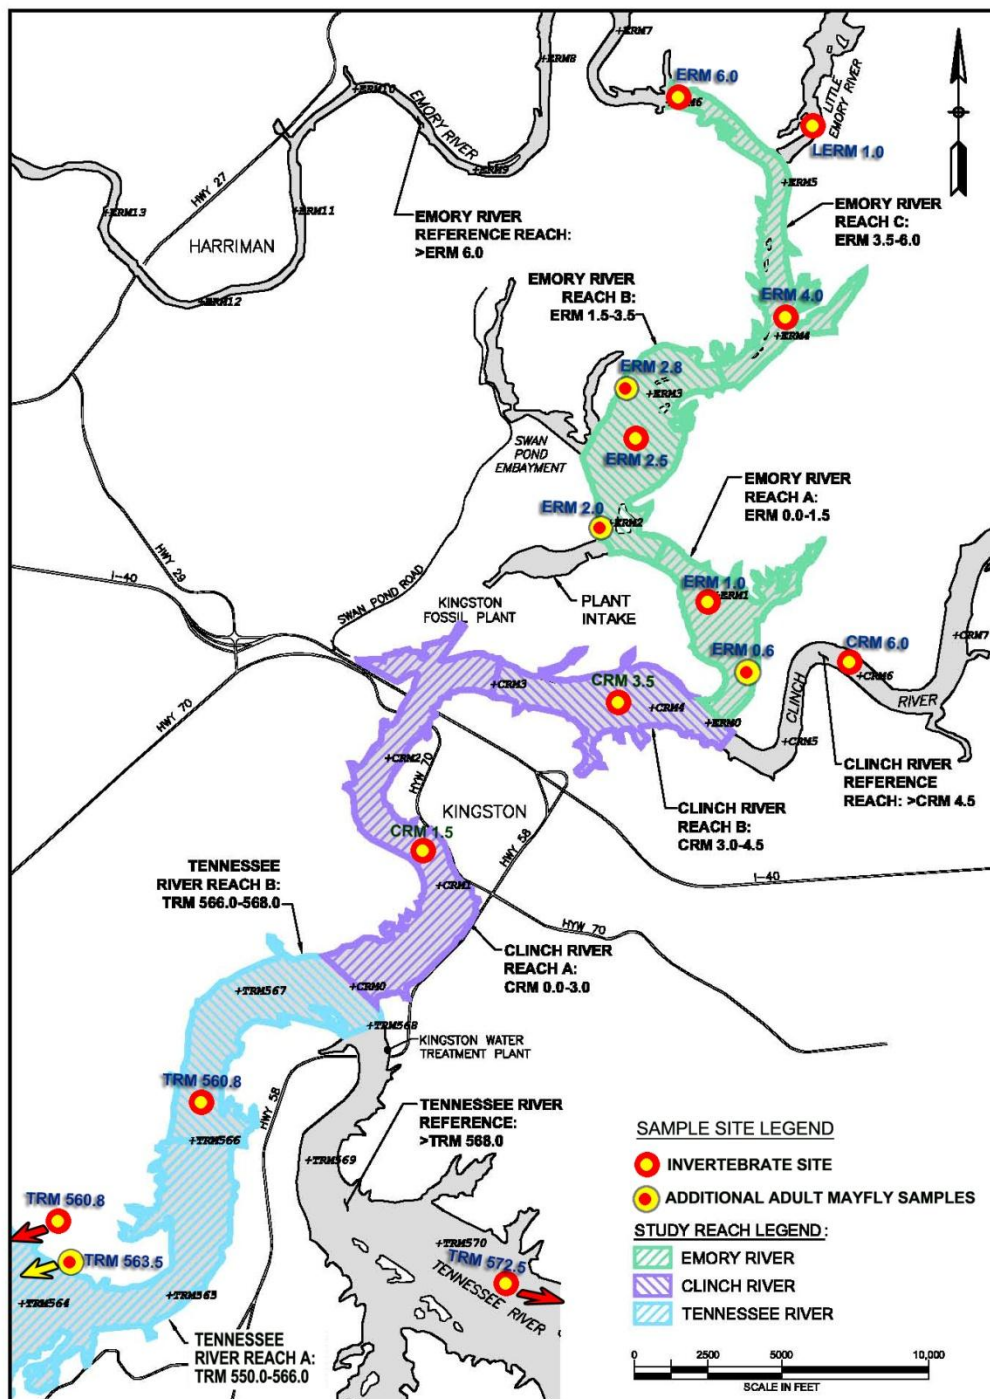 +ERM7
+ERM8
ERM 6.0
M6
+ERM10
EMORY RIVER
LITTLE
EMORY RIVER
LERM 1.0
+ERM9
+ERM5
HWY 27
+ERM13
+ERM11
EMORY RIVER
REFERENCE REACH:
>ERM 6.0
EMORY RIVER
REACH C:
ERM 3.5-6.0
HARRIMAN
EMORY RIVER
REACH B:
ERM 1.5-3.5
+ERM12
ERM 4.0
+ERM4
ERM 2.8
+ERM3
SWAN
POND
EMBAYMENT
ERM 2.5
EMORY RIVER
REACH A:
ERM 0.0-1.5
ERM 2.0
+ERM2
HWY 29
I-40
SWAN POND ROAD
KINGSTON
FOSSIL PLANT
PLANT
INTAKE
ERM 1.0
+ERM1
ERM 0.6
CRM 6.0
+CRM7
+CRM6
CLINCH
RIVER
+CRM3
CRM 3.5
+CRM4
+ERM0
+CRM5
HWY 70
+CRM2
HYW 70
CLINCH RIVER
REFERENCE
REACH: >CRM 4.5
KINGSTON
CLINCH RIVER
REACH B:
CRM 3.0-4.5
CRM 1.5
HWY 58
I-40
TENNESSEE
RIVER REACH B:
TRM 566.0-568.0
+CRM1
HYW 70
CLINCH RIVER
REACH A:
CRM 0.0-3.0
+TRM567
+CRM0
+TRM568
KINGSTON WATER
TREATMENT PLANT
TRM 560.8
HWY 58
TENNESSEE RIVER
REFERENCE:
>TRM 568.0
+TRM566
+TRM569
SAMPLE SITE LEGEND
INVERTEBRATE SITE
ADDITIONAL ADULT MAYFLY SAMPLES
TRM 560.8
TRM 563.5
+TRM570
TRM 572.5
TENNESSEE RIVER
STUDY REACH LEGEND:
EMORY RIVER
CLINCH RIVER
TENNESSEE RIVER
+TRM564
+TRM565
TENNESSEE
RIVER REACH A:
TRM 550.0-566.0
0 2500 5000 10,000
SCALE IN FEET